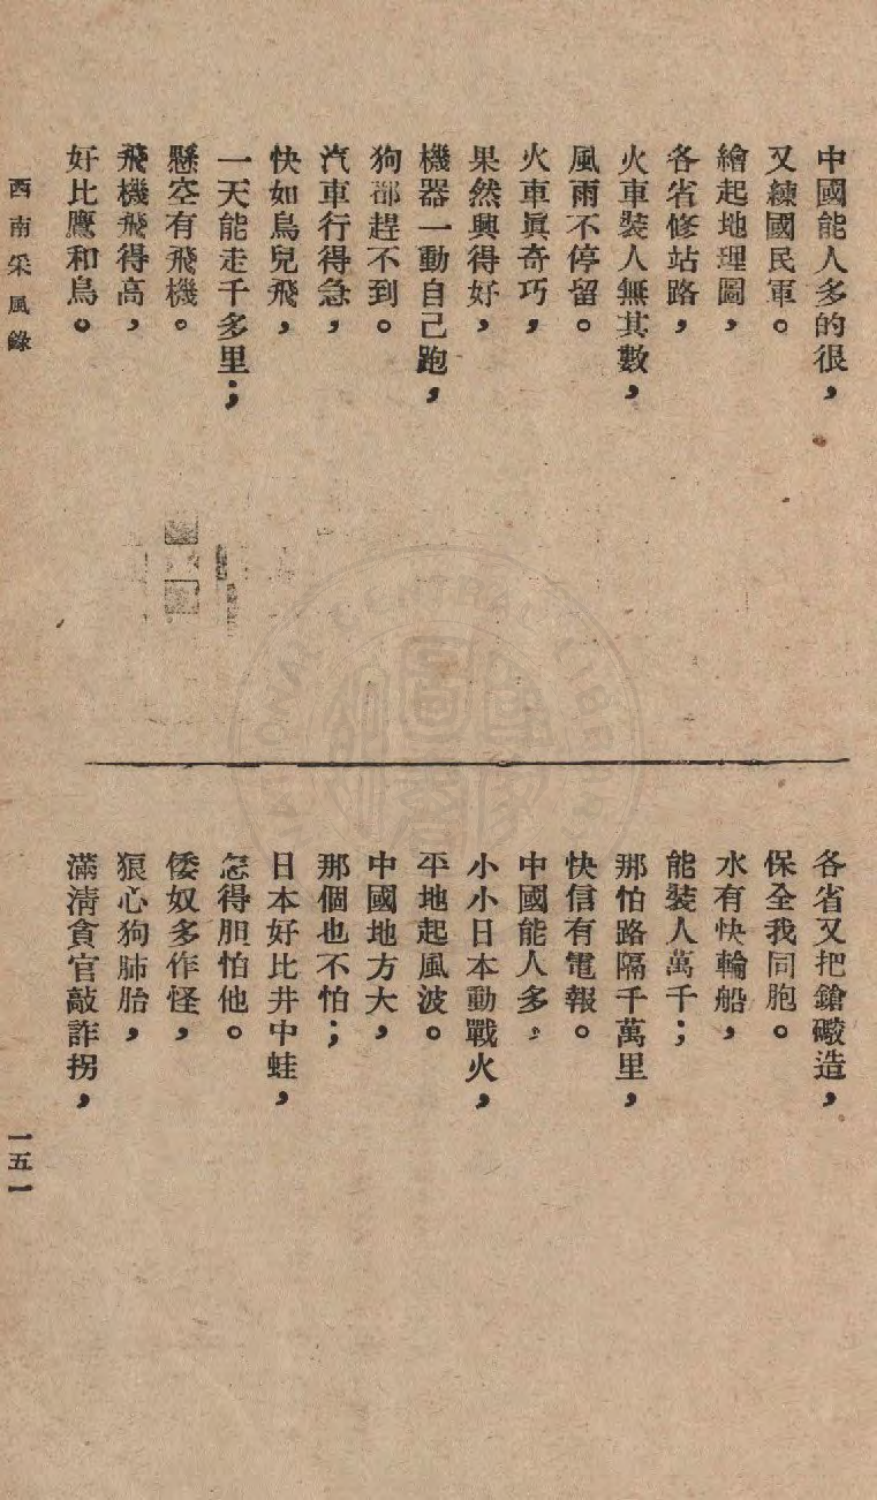 中國能人多的很，
又練國民軍。
繪起地理圖，
各省修站路，
火車裝人無其數，
風雨不停留。
火車眞奇巧，
果然興得好，
機器一動自己跑，
狗都趕不到。
汽車行得急，
快如鳥兒飛，
一天能走千多里；
懸空有飛機。
飛機飛得高，
好比鷹和鳥。
各省又把鎗礮造，
保全我同胞。
水有快輪船，
能裝人萬千；
那怕路隔千萬里，
快信有電報。
中國能人多，
小小日本動戰火，
平地起風波。
中國地方大，
那個也不怕；
日本好比井中蛙，
怎得胆怕他。
倭奴多作怪，
狼心狗肺胎，
滿清貪官敲詐拐，
西南采風錄
一五一